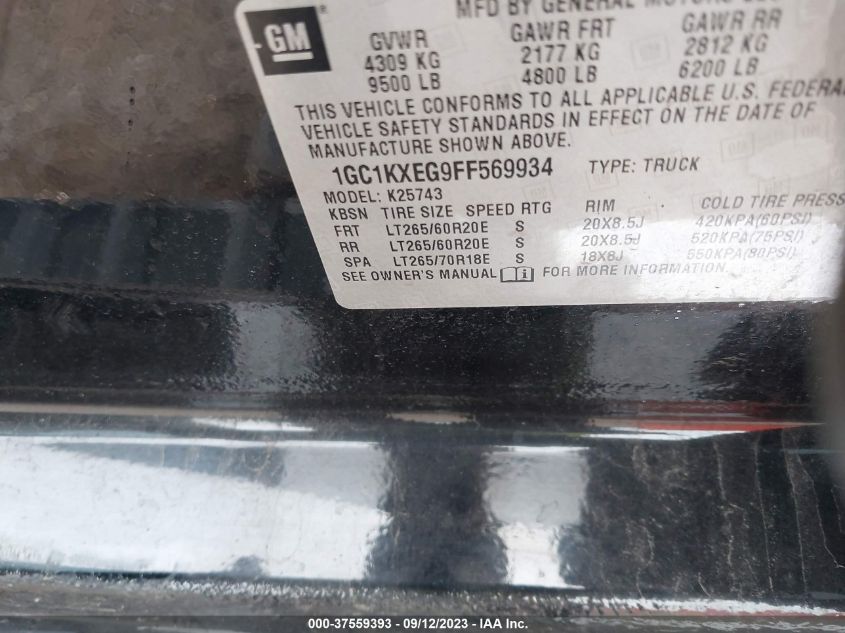 MFD BY GENERAL MOTORS
GM
GVWR GAWR FRT GAWR RR
4309 KG 2177 KG 2812 KG
9500 LB 4800 LB 6200 LB
THIS VEHICLE CONFORMS TO ALL APPLICABLE U.S. FEDERAL
VEHICLE SAFETY STANDARDS IN EFFECT ON THE DATE OF
MANUFACTURE SHOWN ABOVE.
1GC1KXEG9FF569934 TYPE: TRUCK
MODEL: K25743
KBSN TIRE SIZE SPEED RTG RIM COLD TIRE PRESS
FRT LT265/60R20E S 20X8.5J 420KPA(60PSI)
RR LT265/60R20E S 20X8.5J 520KPA(75PSI)
SPA LT265/70R18E S 18X8J 550KPA(80PSI)
SEE OWNER'S MANUAL FOR MORE INFORMATION.
000-37559393 - 09/12/2023 - IAA Inc.